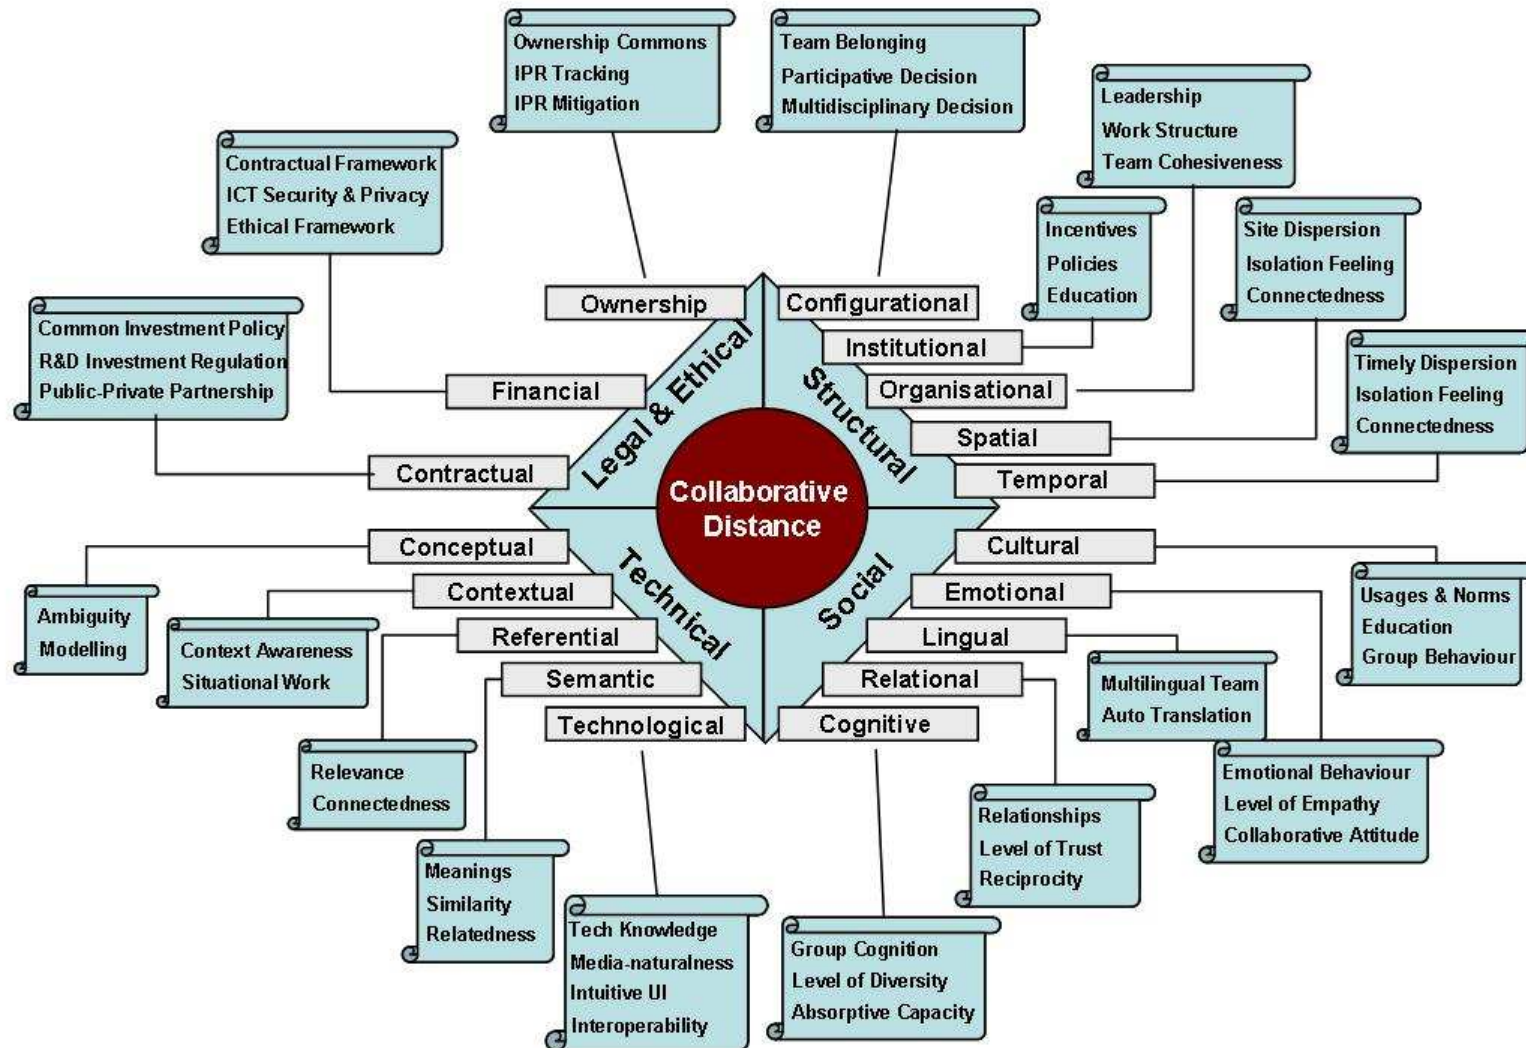 Ownership Commons
IPR Tracking
IPR Mitigation
Team Belonging
Participative Decision
Multidisciplinary Decision
Leadership
Work Structure
Team Cohesiveness
Contractual Framework
ICT Security & Privacy
Ethical Framework
Incentives
Policies
Education
Site Dispersion
Isolation Feeling
Connectedness
Common Investment Policy
R&D Investment Regulation
Public-Private Partnership
Timely Dispersion
Isolation Feeling
Connectedness
Ownership
Financial
Contractual
Legal & Ethical
Configurational
Institutional
Organisational
Spatial
Temporal
Structural
Collaborative
Distance
Conceptual
Contextual
Referential
Semantic
Technological
Technical
Cultural
Emotional
Lingual
Relational
Cognitive
Social
Ambiguity
Modelling
Context Awareness
Situational Work
Relevance
Connectedness
Meanings
Similarity
Relatedness
Tech Knowledge
Media-naturalness
Intuitive UI
Interoperability
Group Cognition
Level of Diversity
Absorptive Capacity
Relationships
Level of Trust
Reciprocity
Multilingual Team
Auto Translation
Emotional Behaviour
Level of Empathy
Collaborative Attitude
Usages & Norms
Education
Group Behaviour